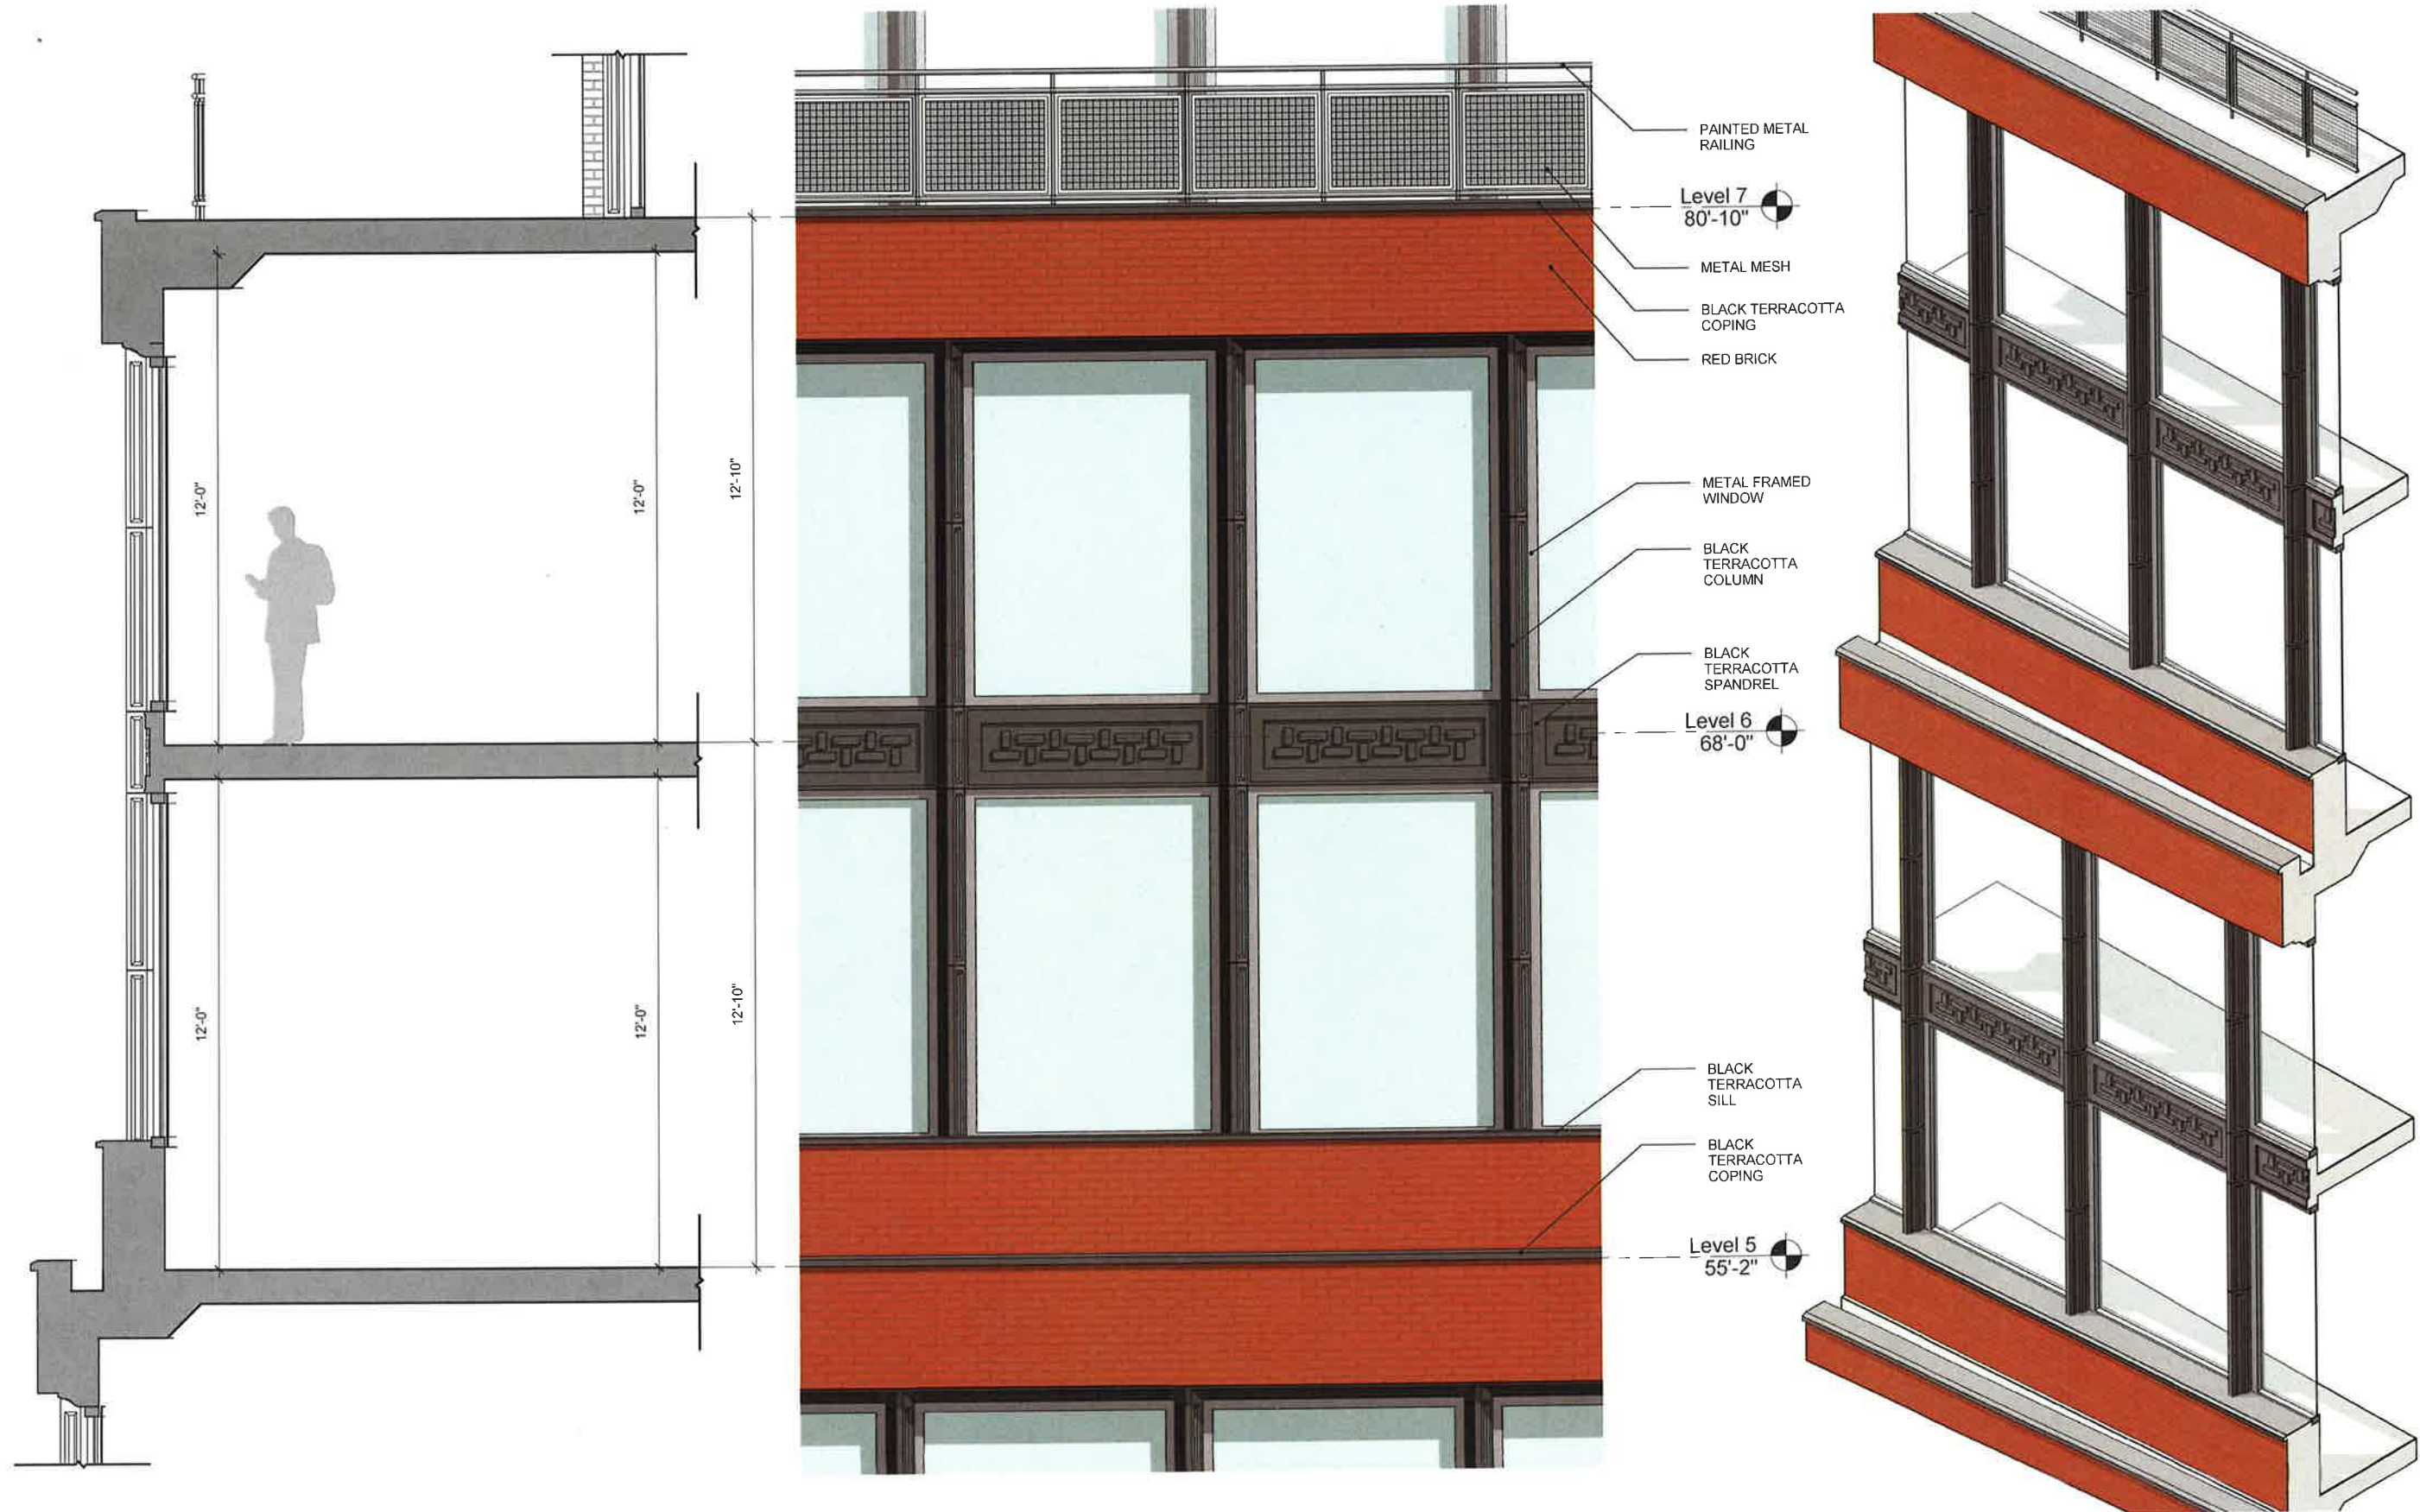 12'-0"
12'-0"
12'-10"
12'-0"
12'-0"
12'-10"
PAINTED METAL
RAILING
Level 7
80'-10"
METAL MESH
BLACK TERRACOTTA
COPING
RED BRICK
METAL FRAMED
WINDOW
BLACK
TERRACOTTA
COLUMN
BLACK
TERRACOTTA
SPANDREL
Level 6
68'-0"
BLACK
TERRACOTTA
SILL
BLACK
TERRACOTTA
COPING
Level 5
55'-2"